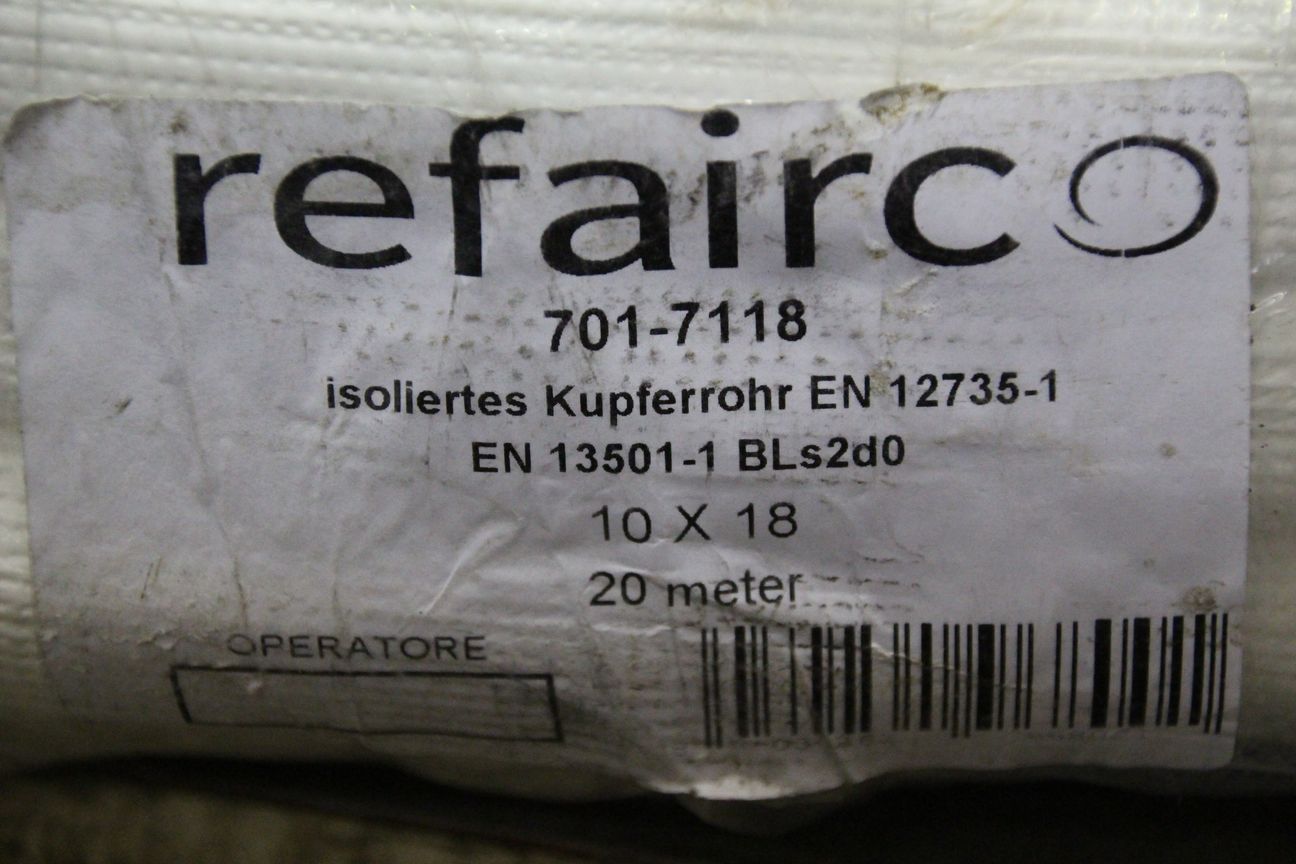 refairco
701-7118
isoliertes Kupferrohr EN 12735-1
EN 13501-1 BLs2d0
10 X 18
20 meter
OPERATORE